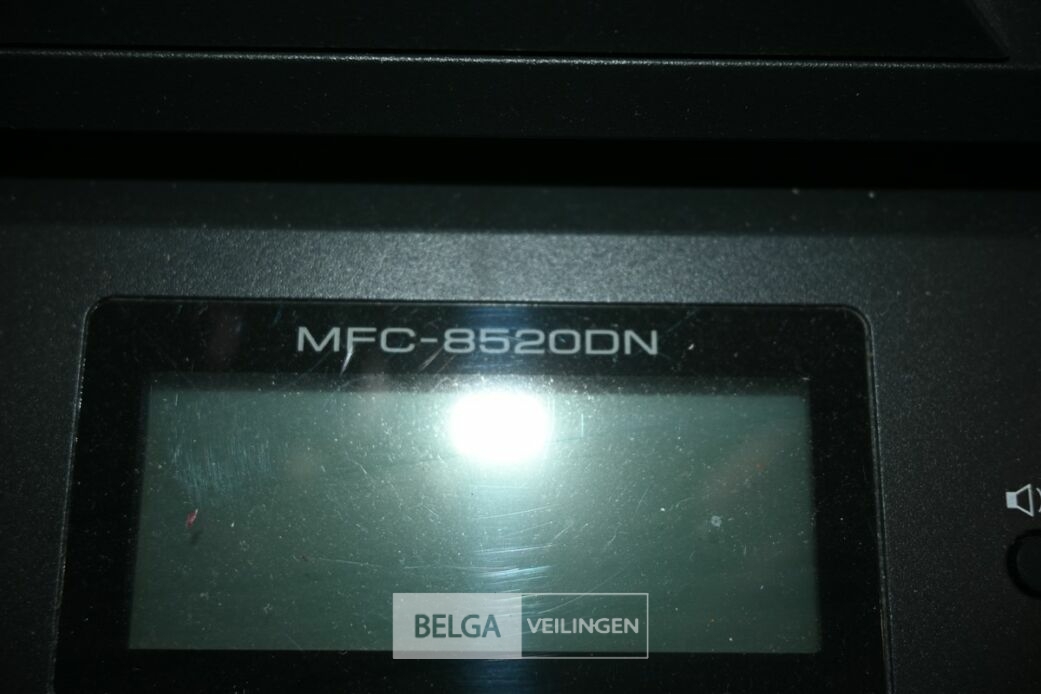 MFC-8520DN
BELGA VEILINGEN